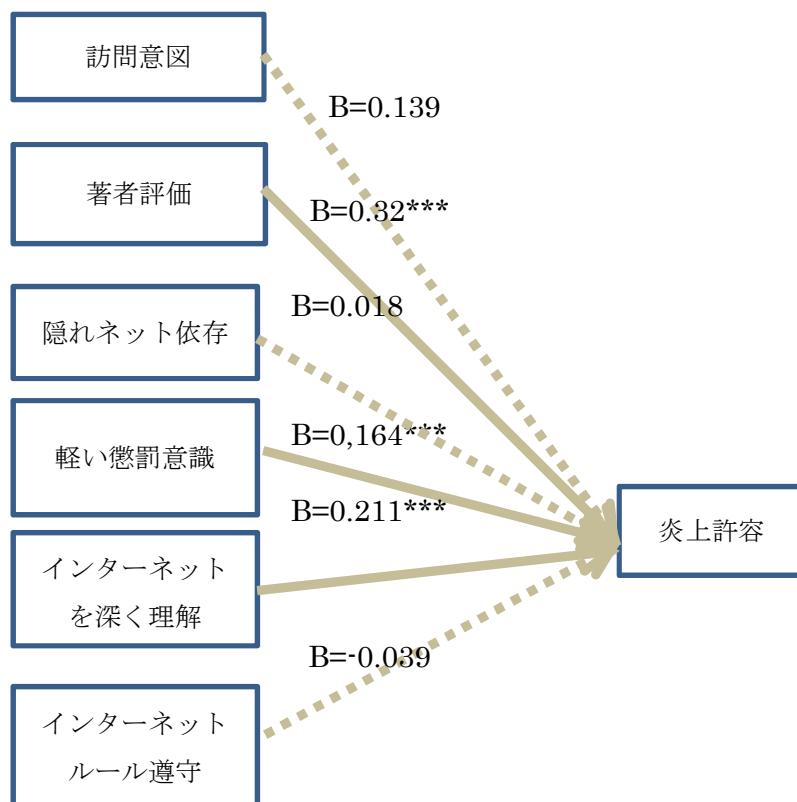 訪問意図
B=0.139
著者評価
B=0.32***
隠れネット依存
B=0.018
軽い懲罰意識
B=0,164***
B=0.211***
炎上許容
インターネット
を深く理解
B=-0.039
インターネット
ルール遵守